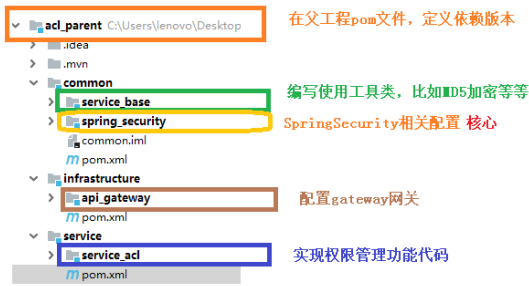 acl_parent C:\Users\lenovo\Desktop 在父工程pom文件，定义依赖版本
.idea
.mvn
common
service_base 编写使用工具类，比如MD5加密等等
spring_security SpringSecurity相关配置 核心
common.iml
pom.xml
infrastructure
api_gateway 配置gateway网关
pom.xml
service
service_acl 实现权限管理功能代码
pom.xml